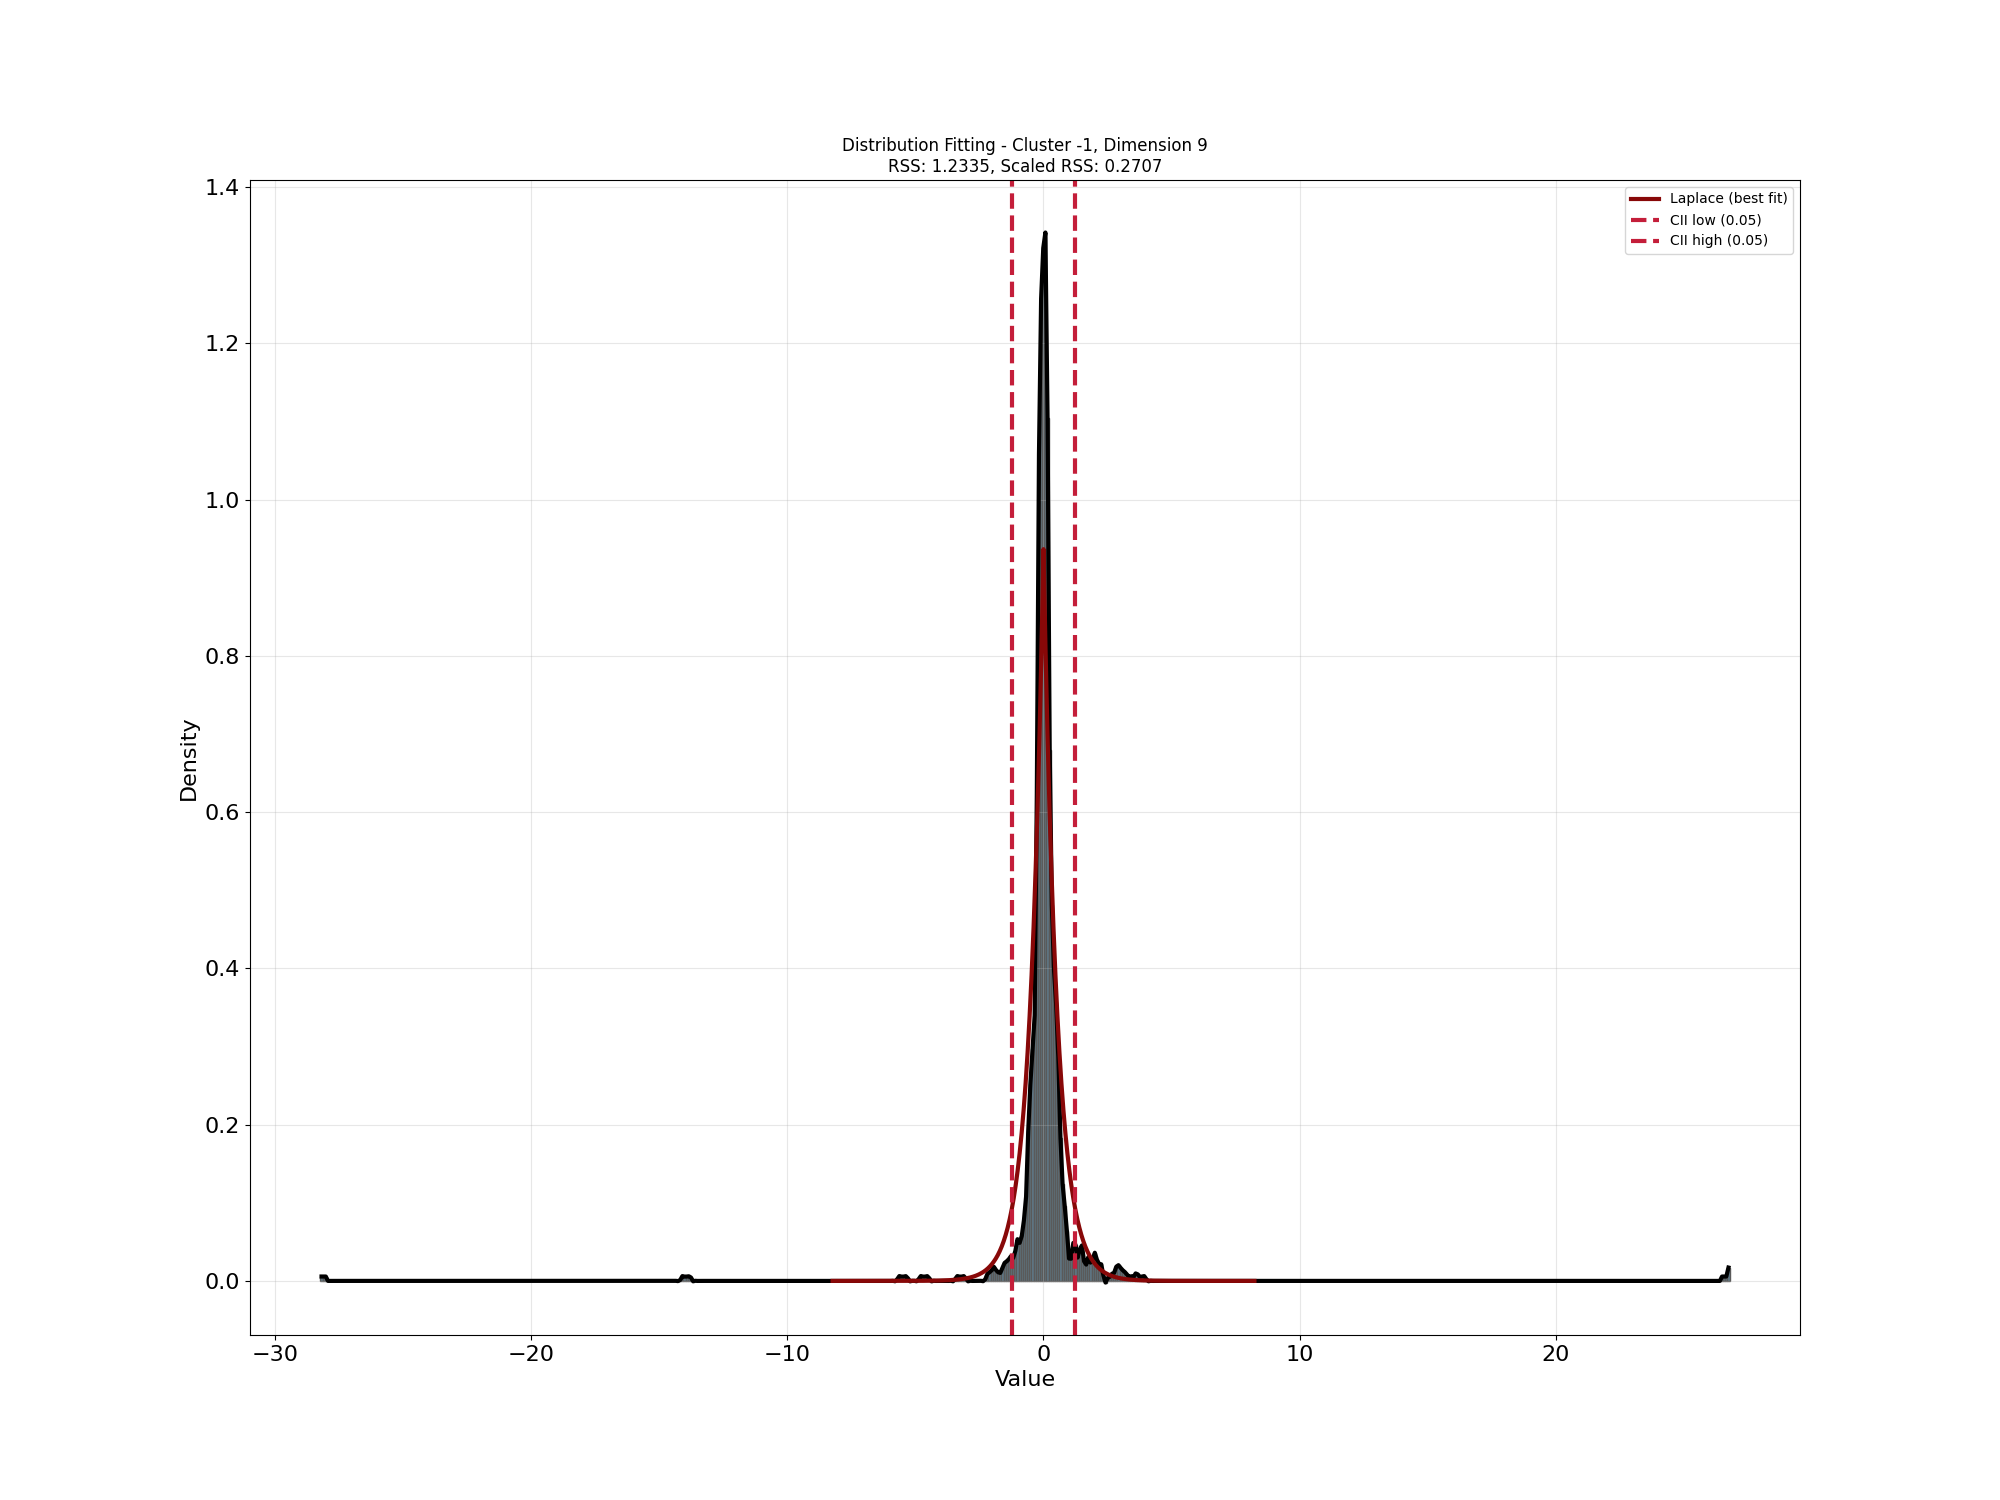 Distribution Fitting - Cluster -1, Dimension 9
RSS: 1.2335, Scaled RSS: 0.2707
Laplace (best fit)
CII low (0.05)
CII high (0.05)
1.4
1.2
1.0
0.8
0.6
0.4
0.2
0.0
Density
−30
−20
−10
0
10
20
Value